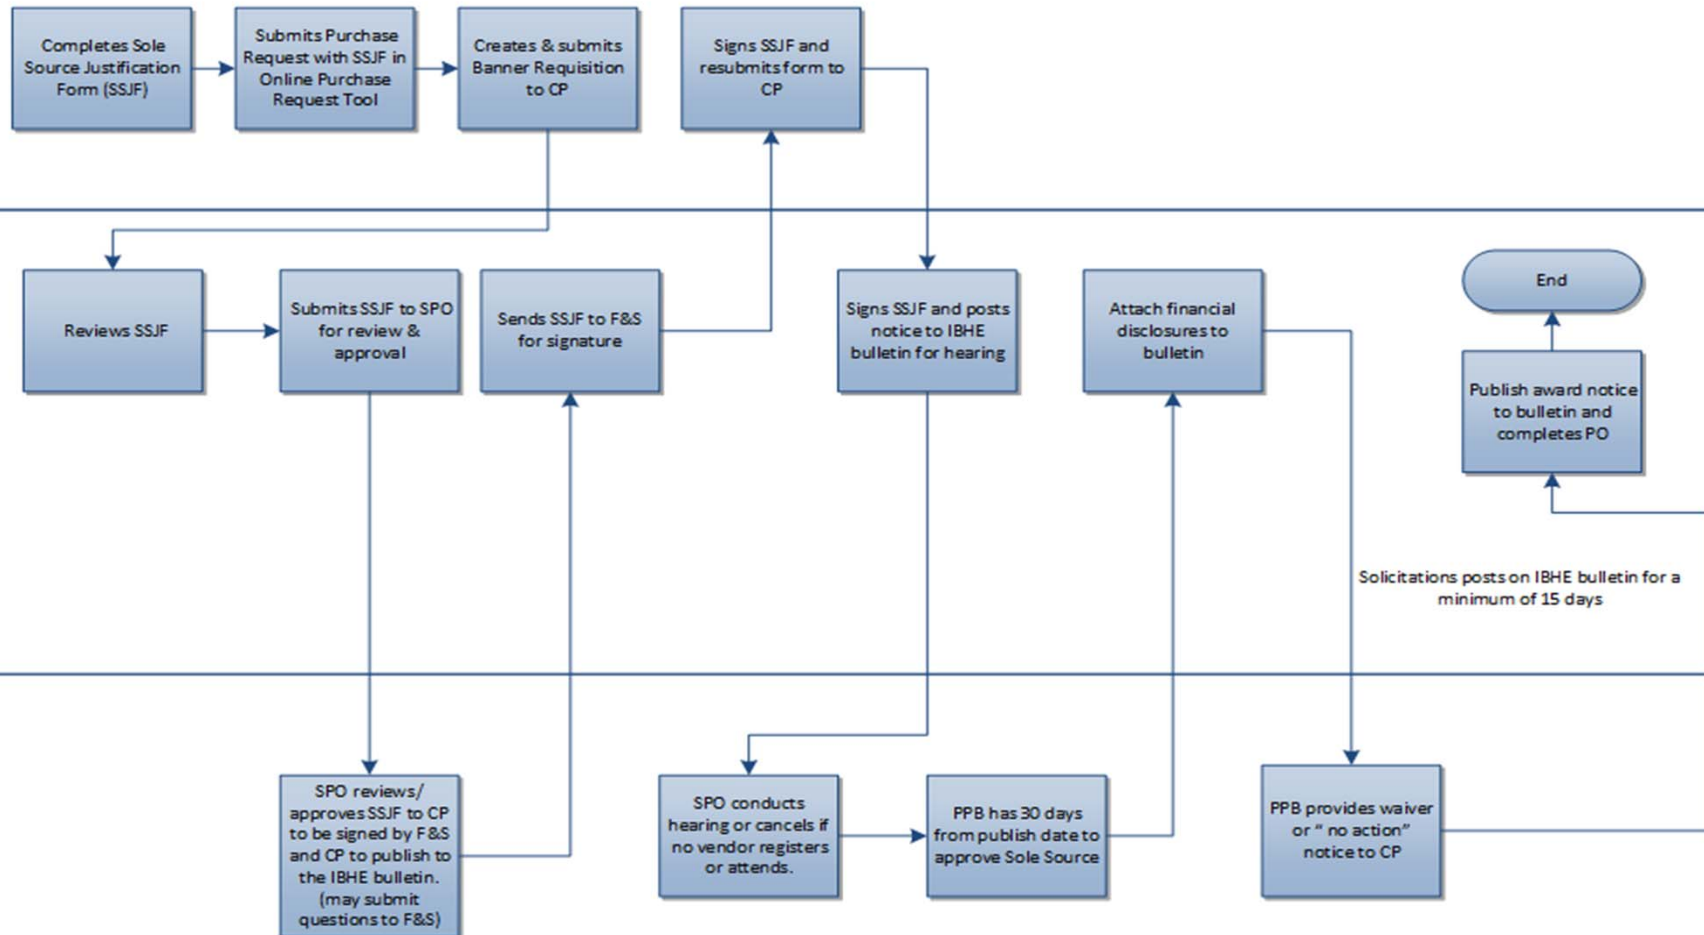 Completes Sole
Source Justification
Form (SSJF)
Submits Purchase
Request with SSJF in
Online Purchase
Request Tool
Creates & submits
Banner Requisition
to CP
Signs SSJF and
resubmits form to
CP
Reviews SSJF
Submits SSJF to SPO
for review &
approval
Sends SSJF to F&S
for signature
Signs SSJF and posts
notice to IBHE
bulletin for hearing
Attach financial
disclosures to
bulletin
End
Publish award notice
to bulletin and
completes PO
Solicitations posts on IBHE bulletin for a
minimum of 15 days
SPO reviews/
approves SSJF to CP
to be signed by F&S
and CP to publish to
the IBHE bulletin.
(may submit
questions to F&S)
SPO conducts
hearing or cancels if
no vendor registers
or attends.
PPB has 30 days
from publish date to
approve Sole Source
PPB provides waiver
or “ no action”
notice to CP